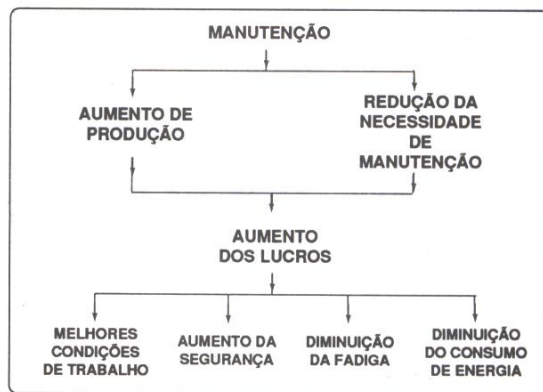 MANUTENÇÃO
AUMENTO DE
PRODUÇÃO
REDUÇÃO DA
NECESSIDADE
DE
MANUTENÇÃO
AUMENTO
DOS LUCROS
MELHORES
CONDIÇÕES
DE TRABALHO
AUMENTO DA
SEGURANÇA
DIMINUIÇÃO
DA FADIGA
DIMINUIÇÃO
DO CONSUMO
DE ENERGIA